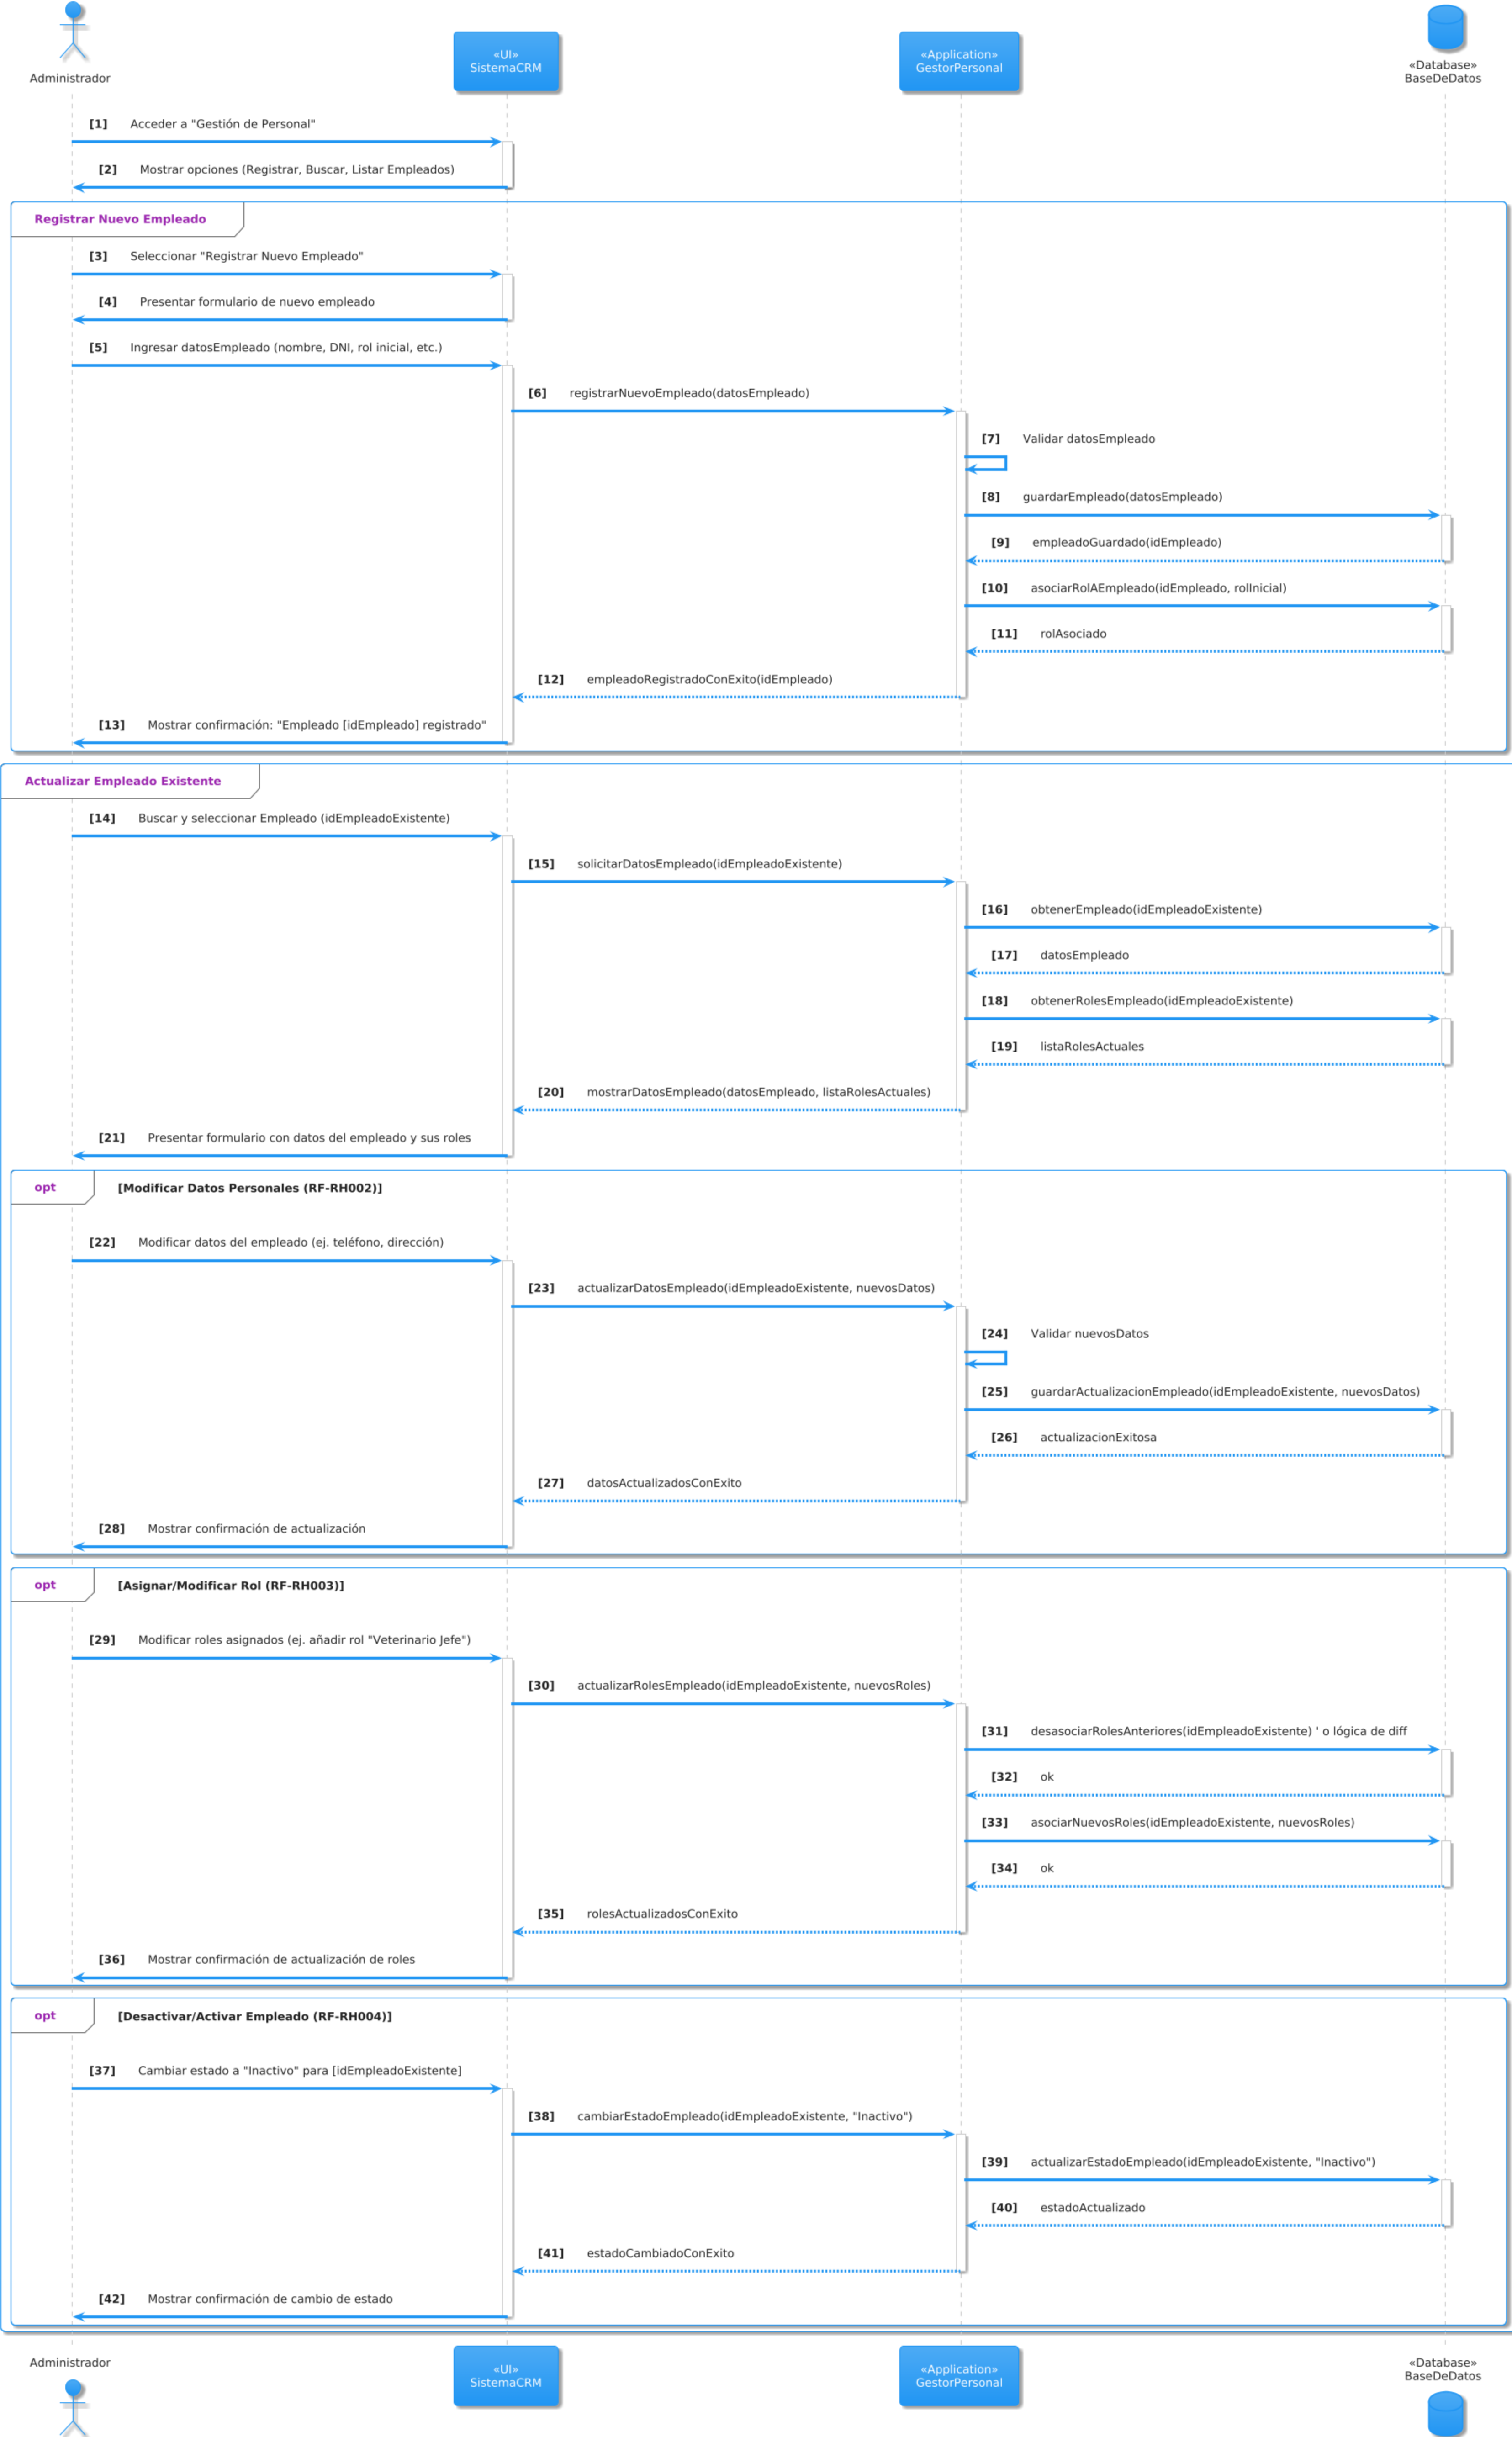 Administrador
«UI»
SistemaCRM
«Application»
GestorPersonal
«Database»
BaseDeDatos
[1] Acceder a "Gestión de Personal"
[2] Mostrar opciones (Registrar, Buscar, Listar Empleados)
Registrar Nuevo Empleado
[3] Seleccionar "Registrar Nuevo Empleado"
[4] Presentar formulario de nuevo empleado
[5] Ingresar datosEmpleado (nombre, DNI, rol inicial, etc.)
[6] registrarNuevoEmpleado(datosEmpleado)
[7] Validar datosEmpleado
[8] guardarEmpleado(datosEmpleado)
[9] empleadoGuardado(idEmpleado)
[10] asociarRolAEmpleado(idEmpleado, rolInicial)
[11] rolAsociado
[12] empleadoRegistradoConExito(idEmpleado)
[13] Mostrar confirmación: "Empleado [idEmpleado] registrado"
Actualizar Empleado Existente
[14] Buscar y seleccionar Empleado (idEmpleadoExistente)
[15] solicitarDatosEmpleado(idEmpleadoExistente)
[16] obtenerEmpleado(idEmpleadoExistente)
[17] datosEmpleado
[18] obtenerRolesEmpleado(idEmpleadoExistente)
[19] listaRolesActuales
[20] mostrarDatosEmpleado(datosEmpleado, listaRolesActuales)
[21] Presentar formulario con datos del empleado y sus roles
opt [Modificar Datos Personales (RF-RH002)]
[22] Modificar datos del empleado (ej. teléfono, dirección)
[23] actualizarDatosEmpleado(idEmpleadoExistente, nuevosDatos)
[24] Validar nuevosDatos
[25] guardarActualizacionEmpleado(idEmpleadoExistente, nuevosDatos)
[26] actualizacionExitosa
[27] datosActualizadosConExito
[28] Mostrar confirmación de actualización
opt [Asignar/Modificar Rol (RF-RH003)]
[29] Modificar roles asignados (ej. añadir rol "Veterinario Jefe")
[30] actualizarRolesEmpleado(idEmpleadoExistente, nuevosRoles)
[31] desasociarRolesAnteriores(idEmpleadoExistente) ' o lógica de diff
[32] ok
[33] asociarNuevosRoles(idEmpleadoExistente, nuevosRoles)
[34] ok
[35] rolesActualizadosConExito
[36] Mostrar confirmación de actualización de roles
opt [Desactivar/Activar Empleado (RF-RH004)]
[37] Cambiar estado a "Inactivo" para [idEmpleadoExistente]
[38] cambiarEstadoEmpleado(idEmpleadoExistente, "Inactivo")
[39] actualizarEstadoEmpleado(idEmpleadoExistente, "Inactivo")
[40] estadoActualizado
[41] estadoCambiadoConExito
[42] Mostrar confirmación de cambio de estado
Administrador
«UI»
SistemaCRM
«Application»
GestorPersonal
«Database»
BaseDeDatos